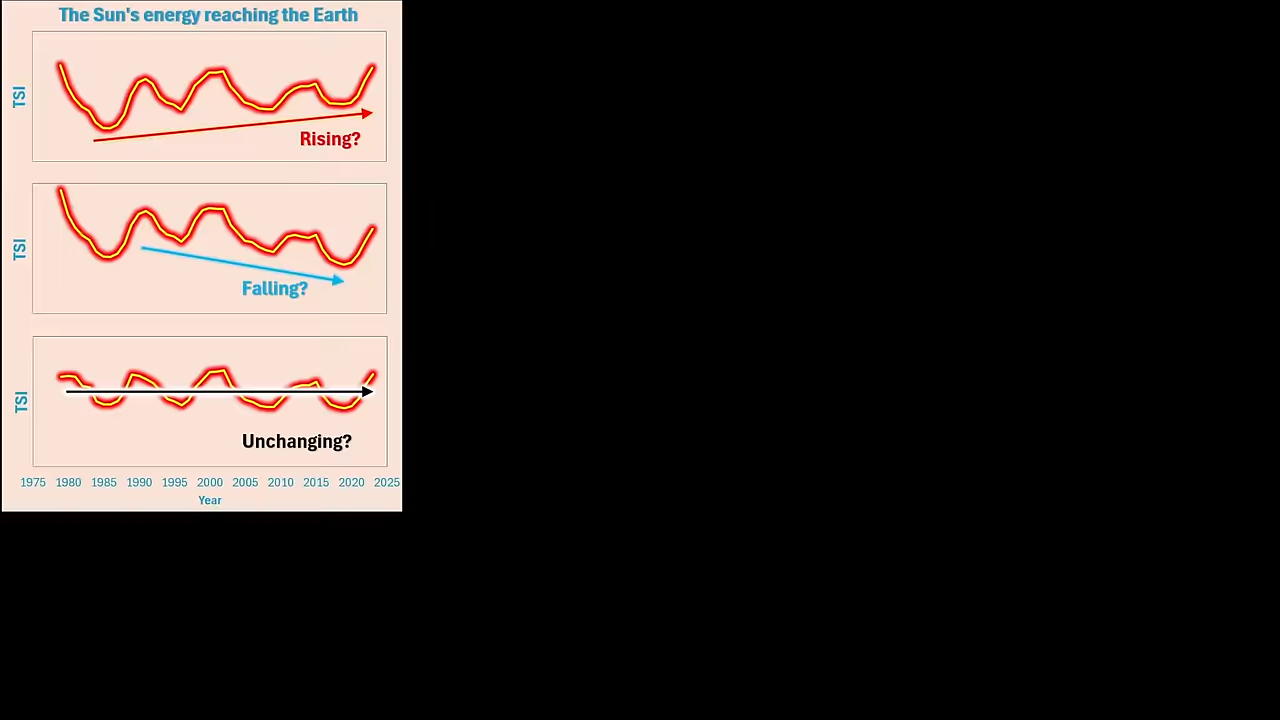 The Sun's energy reaching the Earth
TSI
Rising?
TSI
Falling?
TSI
Unchanging?
1975 1980 1985 1990 1995 2000 2005 2010 2015 2020 2025
Year